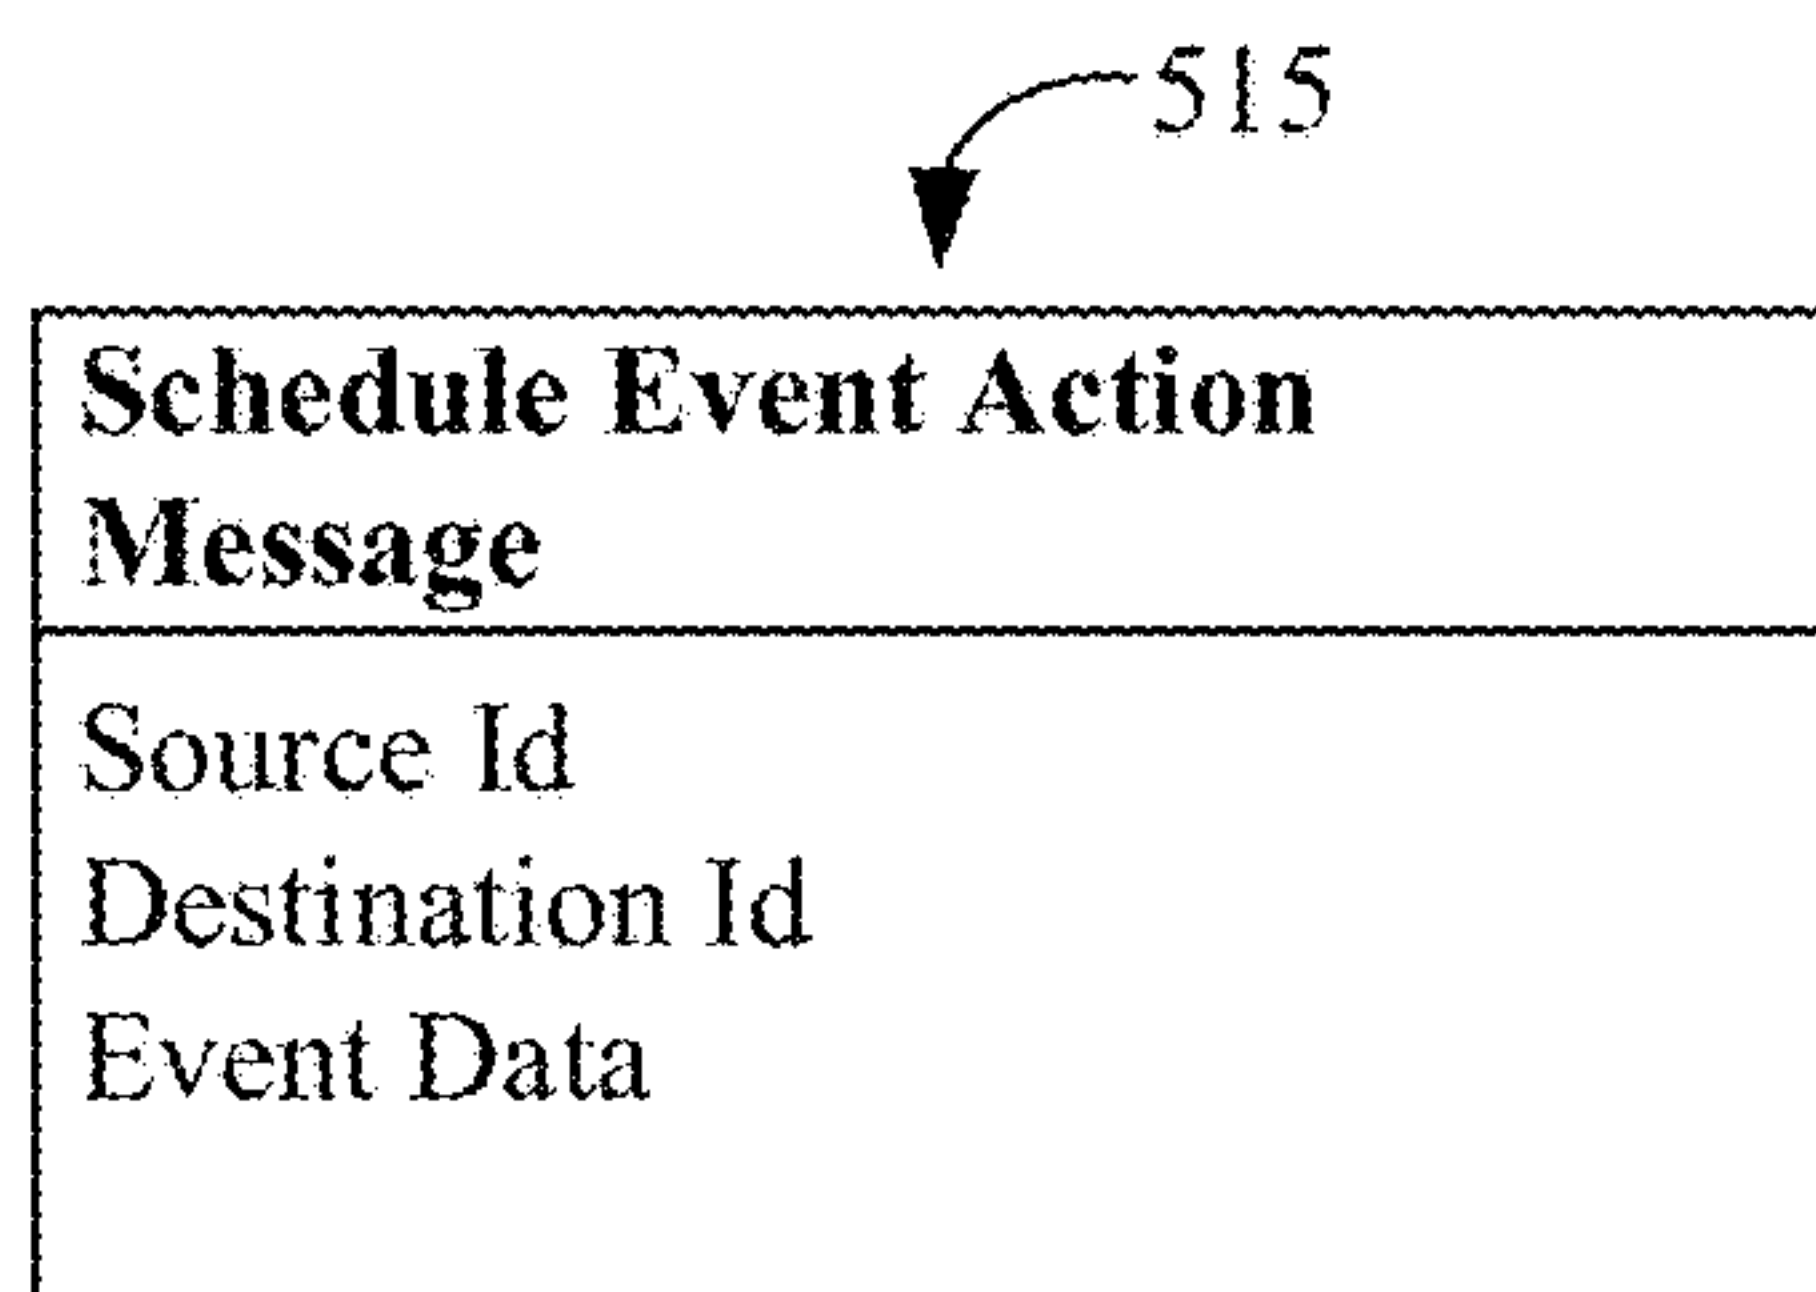 515
Schedule Event Action
Message
Source Id
Destination Id
Event Data